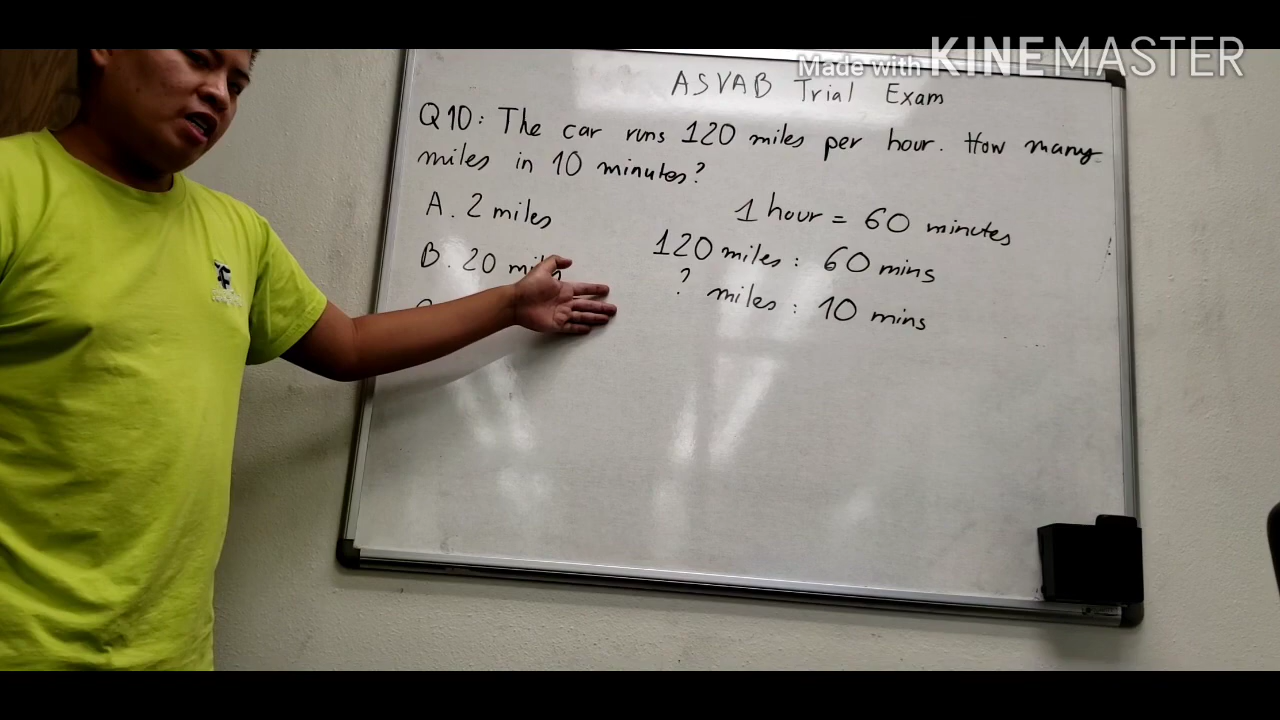 Made with KINEMASTER
ASVAB Trial Exam
Q10: The car runs 120 miles per hour. How many
miles in 10 minutes?
A. 2 miles
B. 20 miles
1 hour = 60 minutes
120 miles : 60 mins
? miles : 10 mins